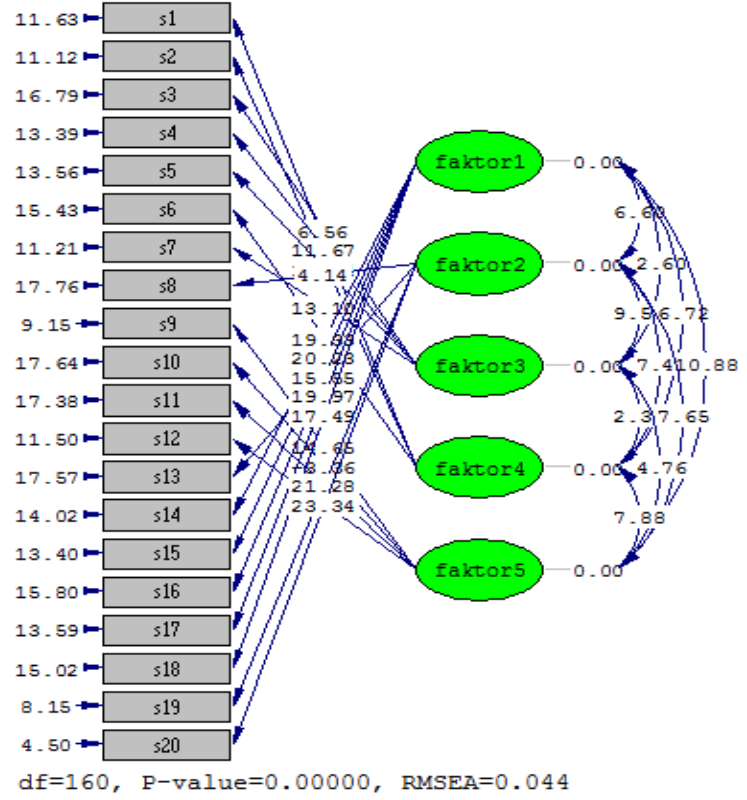 11.63 s1
11.12 s2
16.79 s3
13.39 s4
13.56 s5
15.43 s6
11.21 s7
17.76 s8
9.15 s9
17.64 s10
17.38 s11
11.50 s12
17.57 s13
14.02 s14
13.40 s15
15.80 s16
13.59 s17
15.02 s18
8.15 s19
4.50 s20
6.56
11.67
4.14
13.10
20.28
19.97
17.49
21.28
23.34
faktor1 0.00
faktor2 0.00
faktor3 0.00
faktor4 0.00
faktor5 0.00
6.60
2.60
6.72
10.88
7.65
4.76
7.88
df=160, P-value=0.00000, RMSEA=0.044